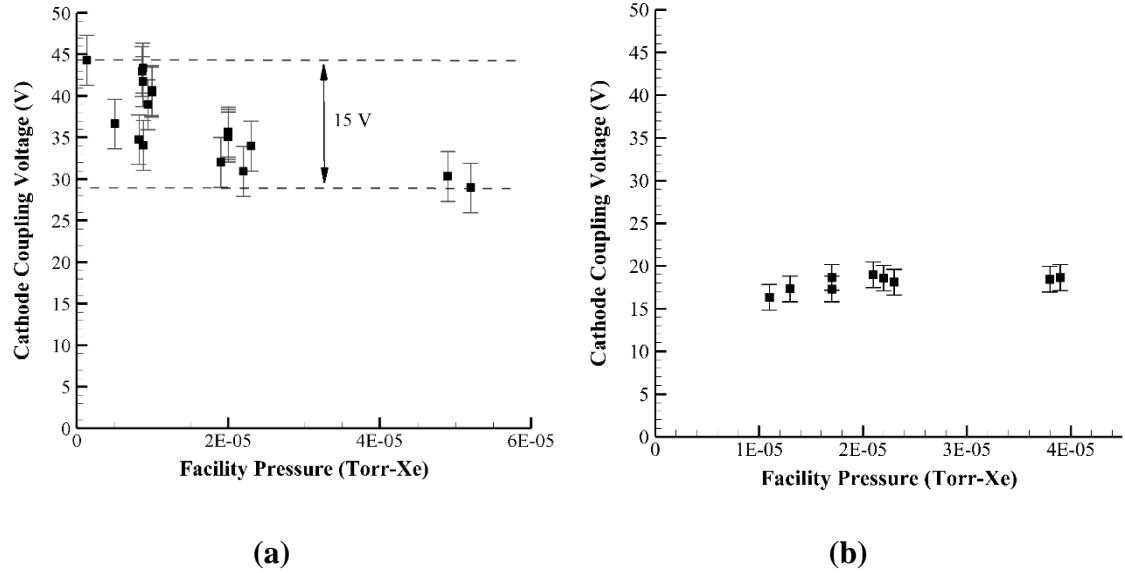 50
45
40
35
30
25
20
15
10
5
0
Cathode Coupling Voltage (V)
15 V
0
2E-05
4E-05
6E-05
Facility Pressure (Torr-Xe)
(a)
50
45
40
35
30
25
20
15
10
5
0
Cathode Coupling Voltage (V)
0
1E-05
2E-05
3E-05
4E-05
Facility Pressure (Torr-Xe)
(b)